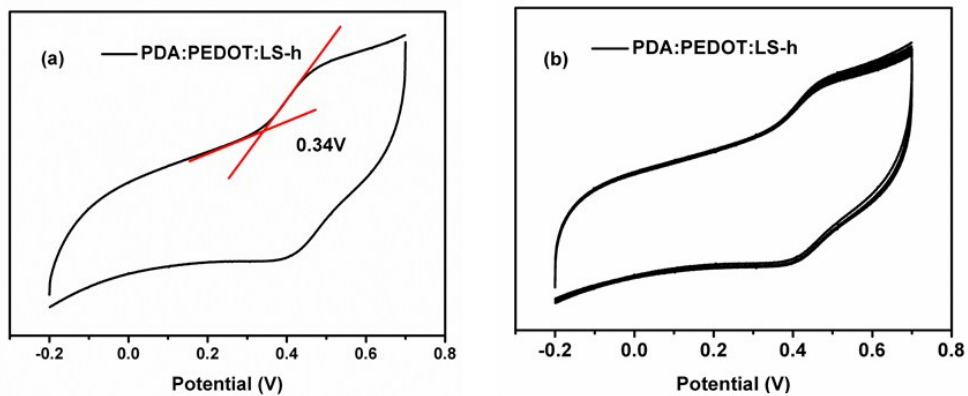 (a)
PDA:PEDOT:LS-h
0.34V
-0.2 0.0 0.2 0.4 0.6 0.8
Potential (V)
(b)
PDA:PEDOT:LS-h
-0.2 0.0 0.2 0.4 0.6 0.8
Potential (V)